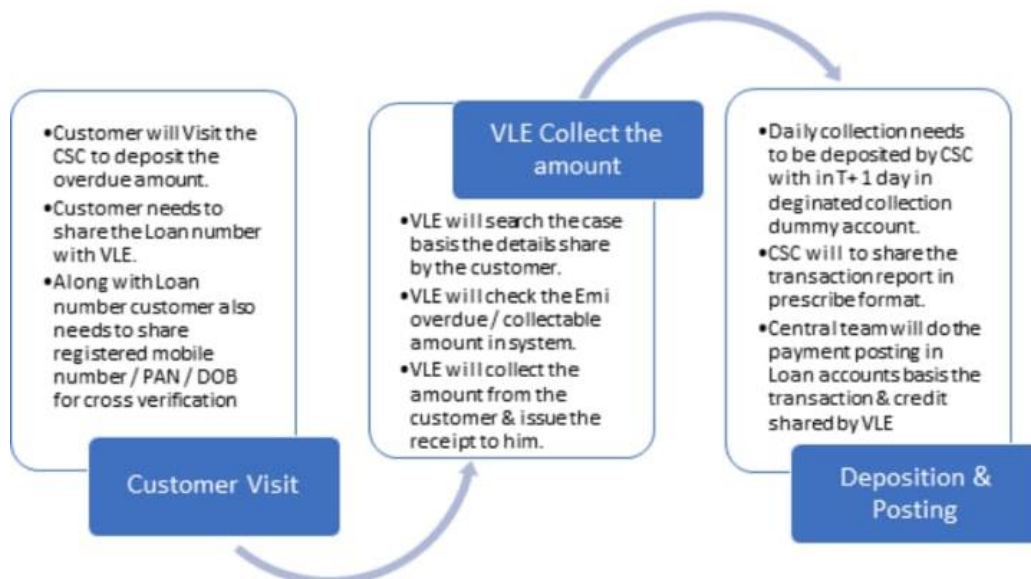 •Customer will Visit the
CSC to deposit the
overdue amount.
•Customer needs to
share the Loan number
with VLE.
•Along with Loan
number customer also
needs to share
registered mobile
number / PAN / DOB
for cross verification
Customer Visit
VLE Collect the
amount
•VLE will search the case
basis the details share
by the customer.
•VLE will check the Emi
overdue / collectable
amount in system.
•VLE will collect the
amount from the
customer & issue the
receipt to him.
•Daily collection needs
to be deposited by CSC
with in T+1 day in
deginated collection
dummy account.
•CSC will to share the
transaction report in
prescribe format.
•Central team will do the
payment posting in
Loan accounts basis the
transaction & credit
shared by VLE
Deposition &
Posting